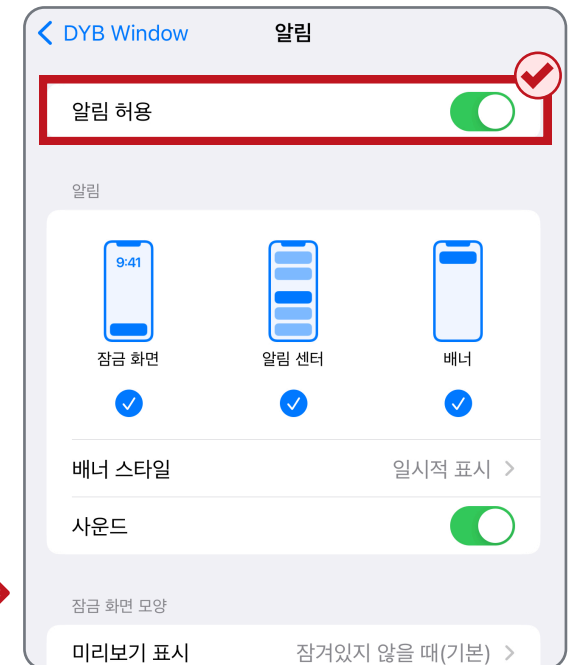 DYB Window 알림
알림 허용
알림
9:41
잠금 화면 알림 센터 배너
배너 스타일 일시적 표시
사운드
잠금 화면 모양
미리보기 표시 잠겨있지 않을 때(기본)